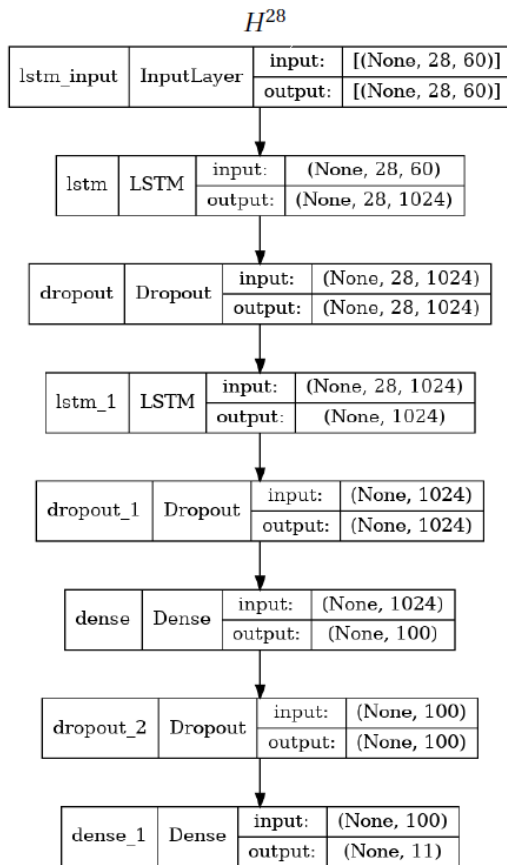 H^28
lstm_input InputLayer input: [(None, 28, 60)]
output: [(None, 28, 60)]
lstm LSTM input: (None, 28, 60)
output: (None, 28, 1024)
dropout Dropout input: (None, 28, 1024)
output: (None, 28, 1024)
lstm_1 LSTM input: (None, 28, 1024)
output: (None, 1024)
dropout_1 Dropout input: (None, 1024)
output: (None, 1024)
dense Dense input: (None, 1024)
output: (None, 100)
dropout_2 Dropout input: (None, 100)
output: (None, 100)
dense_1 Dense input: (None, 100)
output: (None, 11)